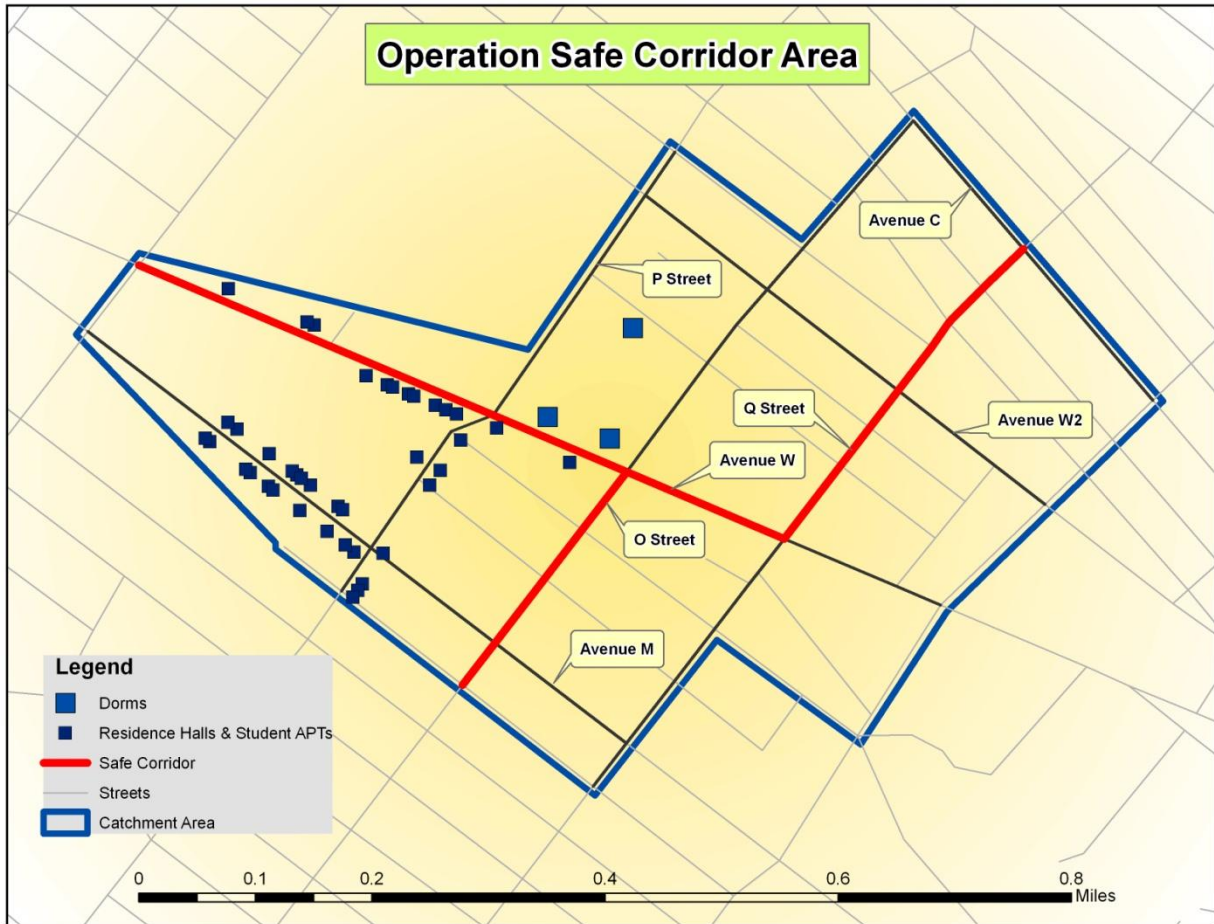 Operation Safe Corridor Area
Avenue C
P Street
Q Street
Avenue W2
Avenue W
O Street
Avenue M
Legend
Dorms
Residence Halls & Student APTs
Safe Corridor
Streets
Catchment Area
0 0.1 0.2 0.4 0.6 0.8
Miles